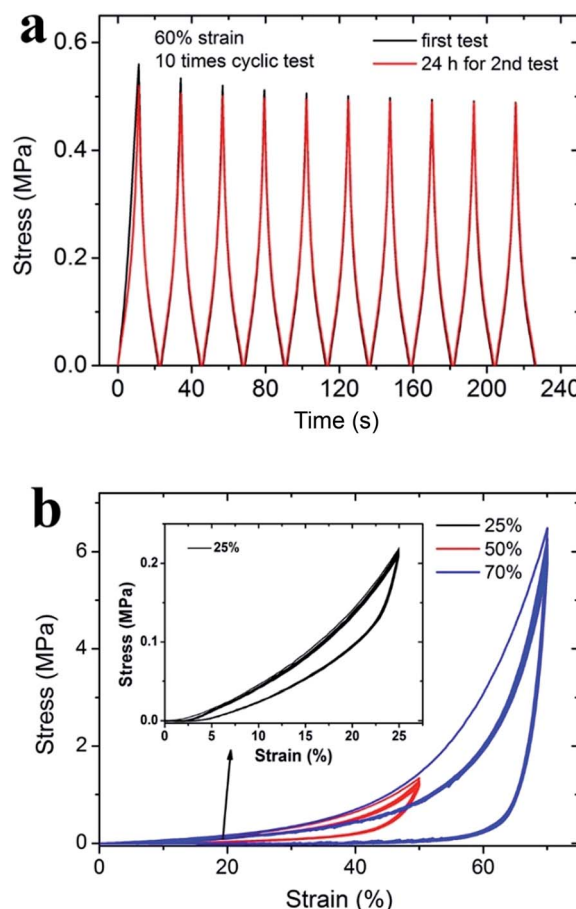 a
60% strain
10 times cyclic test
first test
24 h for 2nd test
0.6
0.4
0.2
0.0
Stress (MPa)
0 40 80 120 160 200 240
Time (s)
b
25%
50%
70%
6
4
2
0
Stress (MPa)
25%
0.2
0.1
0.0
Stress (MPa)
0 5 10 15 20 25
Strain (%)
0 20 40 60
Strain (%)